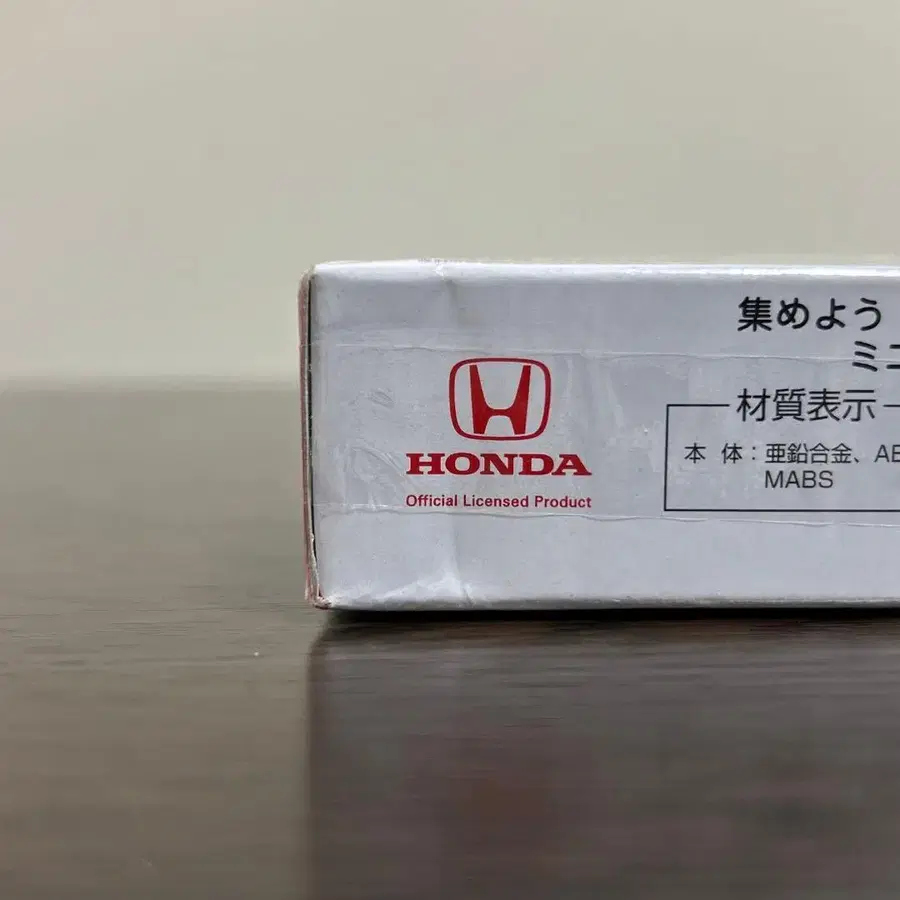 集めよう
ミニ
材質表示
本 体:亜鉛合金、AB
MABS
HONDA
Official Licensed Product